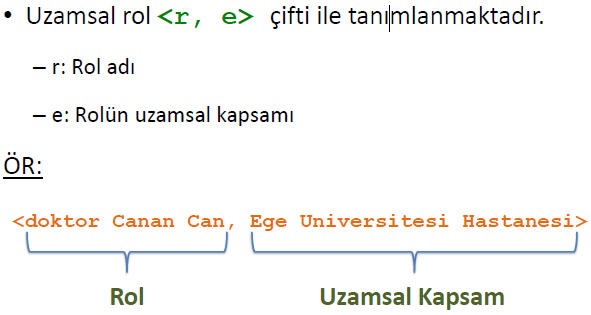 • Uzamsal rol <r, e> çifti ile tanımlanmaktadır.
– r: Rol adı
– e: Rolün uzamsal kapsamı
ÖR:
<doktor Canan Can, Ege Universitesi Hastanesi>
Rol Uzamsal Kapsam